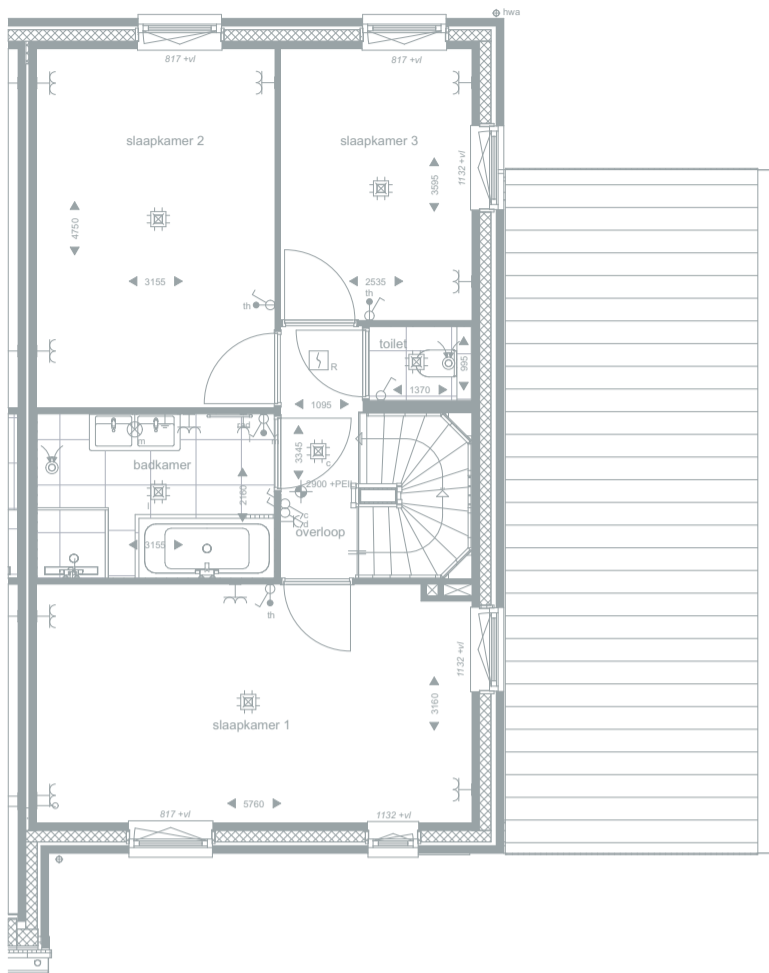 hwa
817 +vl
817 +vl
slaapkamer 2
slaapkamer 3
1132 +vl
3595
4750
3155
2535
th
th
toilet
R
995
1370
1095
m
3345
badkamer
c
2160
2900 +PEIL
c
d
overloop
3155
th
1132 +vl
3160
slaapkamer 1
5760
817 +vl
1132 +vl